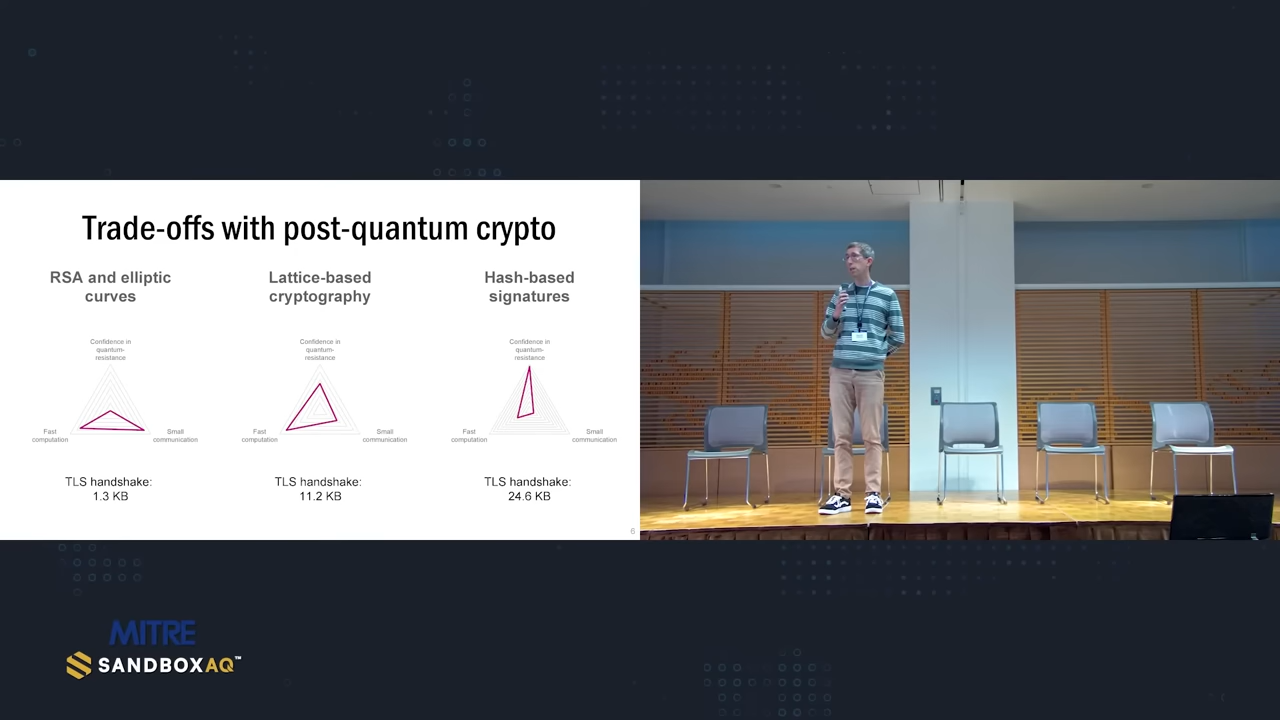 Trade-offs with post-quantum crypto
RSA and elliptic
curves
Confidence in
quantum-
resistance
Fast
computation
Small
communication
TLS handshake:
1.3 KB
Lattice-based
cryptography
Confidence in
quantum-
resistance
Fast
computation
Small
communication
TLS handshake:
11.2 KB
Hash-based
signatures
Confidence in
quantum-
resistance
Fast
computation
Small
communication
TLS handshake:
24.6 KB
6
MITRE
SANDBOXAQ™